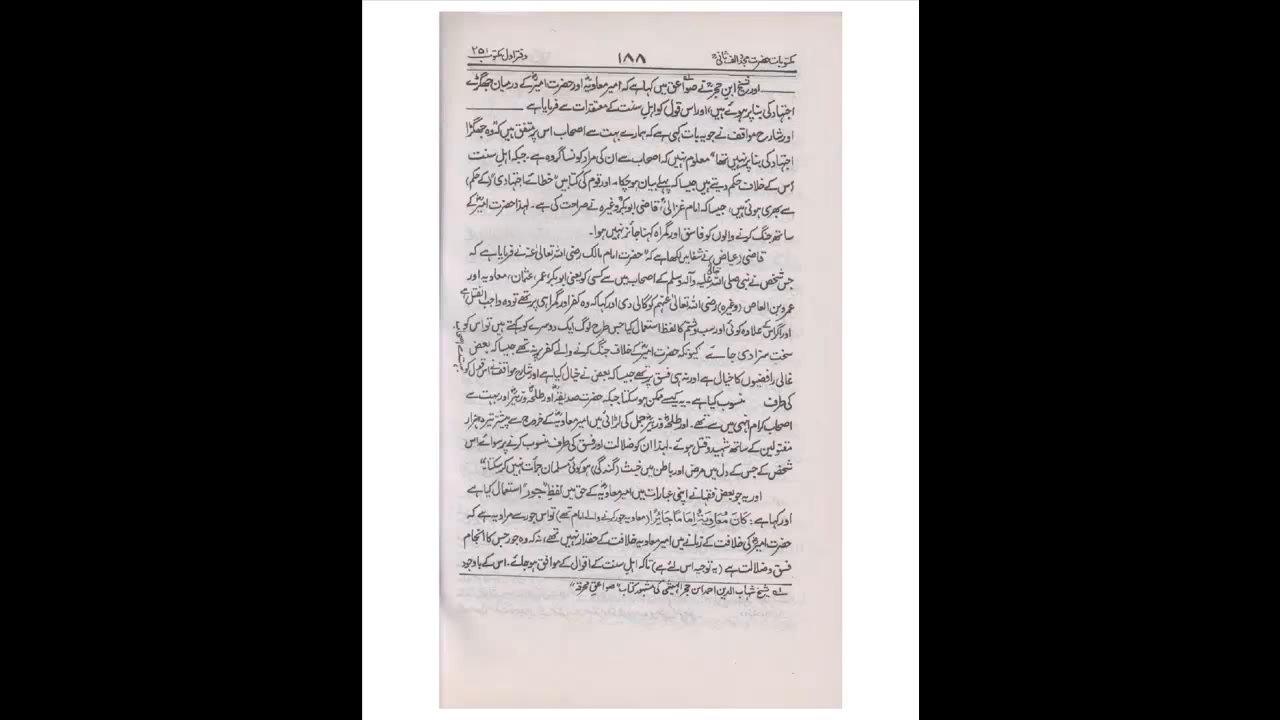 مکتوبات حضرت مجدد الف ثانیؒ ۱۸۸ دفتر اول مکتوب ۲۵۱
اور شیخ ابن حجرؒ نے صواعق میں کہا ہے کہ امیر معاویہؓ اور حضرت امیرؓ کے درمیان جھگڑے
اجتہاد کی بنا پر ہوئے ہیں، اور اس قول کو اہل سنت کے معتقدات سے فرمایا ہے
اور شارح مواقف نے جو یہ بات کہی ہے کہ ہمارے بہت سے اصحاب اس پر متفق ہیں کہ "وہ جھگڑا
اجتہاد کی بنا پر نہیں تھا" معلوم نہیں کہ اصحاب سے ان کی مراد کونسا گروہ ہے۔ جبکہ اہل سنت
اُس کے خلاف حکم دیتے ہیں جیسا کہ پہلے بیان ہو چکا۔ اور قوم کی کتابیں "خطائے اجتہادی" (کے حکم)
سے بھری ہوئی ہیں، جیسا کہ امام غزالیؒ، قاضی ابوبکرؒ وغیرہ نے صراحت کی ہے۔ لہذا حضرت امیرؓ کے
ساتھ جنگ کرنے والوں کو فاسق اور گمراہ کہنا جائز نہیں ہوا۔
قاضی (عیاض) نے شفا میں لکھا ہے کہ "حضرت امام مالک رضی اللہ تعالیٰ عنہ نے فرمایا ہے کہ
جس شخص نے نبی صلی اللہ علیہ وآلہ وسلم کے اصحاب میں سے کسی کو یعنی ابوبکر، عمر، عثمان، معاویہ اور
عمرو بن العاص (وغیرہ) رضی اللہ تعالیٰ عنہم کو گالی دی اور کہا کہ وہ کفر اور گمراہی پر تھے تو وہ واجب القتل ہے
اور اگر اس کے علاوہ کوئی اور سب و شتم کا لفظ استعمال کیا جس طرح لوگ ایک دوسرے کو کہتے ہیں تو اس کو
سخت سزا دی جائے کیونکہ حضرت امیرؓ کے خلاف جنگ کرنے والے کفر پر نہ تھے جیسا کہ بعض
غالی رافضیوں کا خیال ہے اور نہ ہی فسق پر تھے جیسا کہ بعض نے خیال کیا ہے اور شارح مواقف نے اس قول کو
کی طرف منسوب کیا ہے۔ یہ کیسے ممکن ہو سکتا جبکہ حضرت صدیقہؓ اور طلحہؓ و زبیرؓ اور بہت سے
اصحاب کرام انہی میں سے تھے۔ اور طلحہؓ و زبیرؓ جمل کی لڑائی میں امیر معاویہؓ کے خروج سے پیشتر تیرہ ہزار
مقتولین کے ساتھ شہید و قتل ہوئے۔ لہذا ان کو ضلالت اور فسق کی طرف منسوب کرنے پر سوائے اس
شخص کے جس کے دل میں مرض اور باطن میں خبث (گندگی) ہو کوئی مسلمان جرأت نہیں کر سکتا۔"
اور یہ جو بعض فقہا نے اپنی عبارات میں امیر معاویہؓ کے حق میں لفظ "جور" استعمال کیا ہے
اور کہا ہے : كَانَ مُعَاوِيَةُ إِمَامًا جَائِرًا (معاویہ جور کرنے والے امام تھے) تو اس جور سے مراد یہ ہے کہ
حضرت امیرؓ کی خلافت کے زمانے میں امیر معاویہ خلافت کے حقدار نہیں تھے، نہ کہ وہ جور جس کا انجام
فسق و ضلالت ہے (یہ توجیہ اس لئے ہے) تاکہ اہل سنت کے اقوال کے موافق ہو جائے۔ اس کے باوجود
لے شیخ شہاب الدین احمد ابن حجر الہیتمی کی مشہور کتاب "صواعق محرقہ"